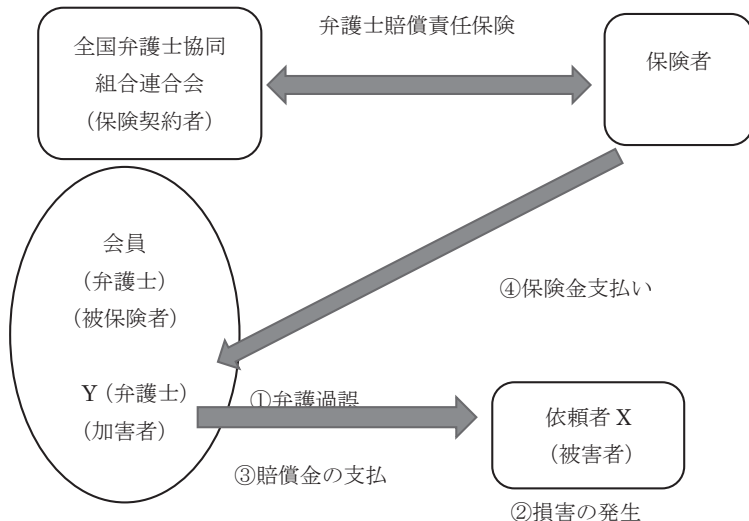 弁護士賠償責任保険
全国弁護士協同
組合連合会
（保険契約者）
保険者
会員
（弁護士）
（被保険者）
④保険金支払い
Y（弁護士）
（加害者）
①弁護過誤
依頼者 X
（被害者）
③賠償金の支払
②損害の発生